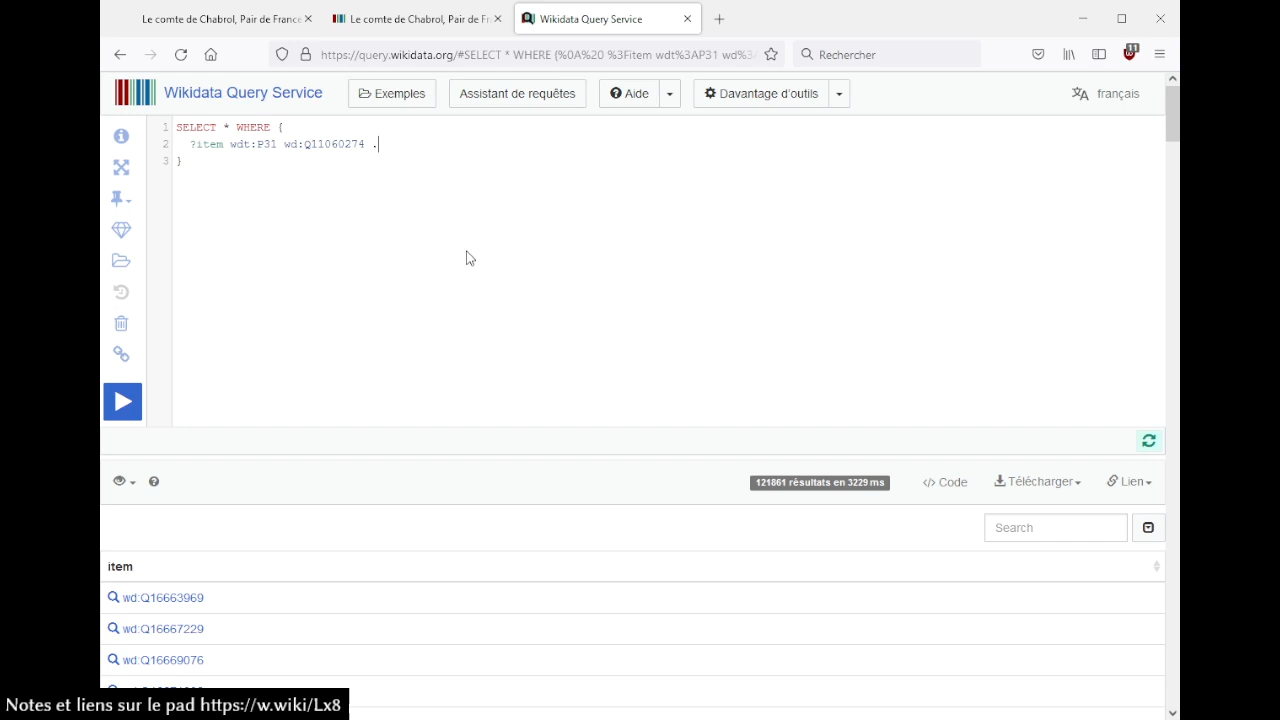 Le comte de Chabrol, Pair de France
Le comte de Chabrol, Pair de Fr
Wikidata Query Service
https://query.wikidata.org/#SELECT * WHERE {%0A%20 %3Fitem wdt%3AP31 wd%3
Rechercher
11
Wikidata Query Service
Exemples
Assistant de requêtes
Aide
Davantage d'outils
français
1 SELECT * WHERE {
2 ?item wdt:P31 wd:Q11060274 .
3 }
121861 résultats en 3229 ms
</> Code
Télécharger
Lien
Search
item
wd:Q16663969
wd:Q16667229
wd:Q16669076
Notes et liens sur le pad https://w.wiki/Lx8